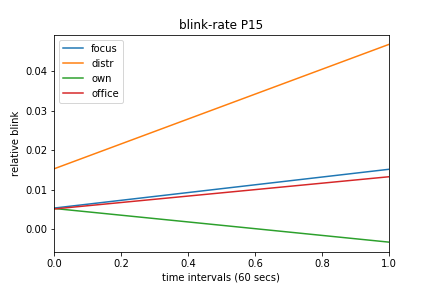 blink-rate P15
focus
distr
own
office
relative blink
0.04
0.03
0.02
0.01
0.00
0.0 0.2 0.4 0.6 0.8 1.0
time intervals (60 secs)